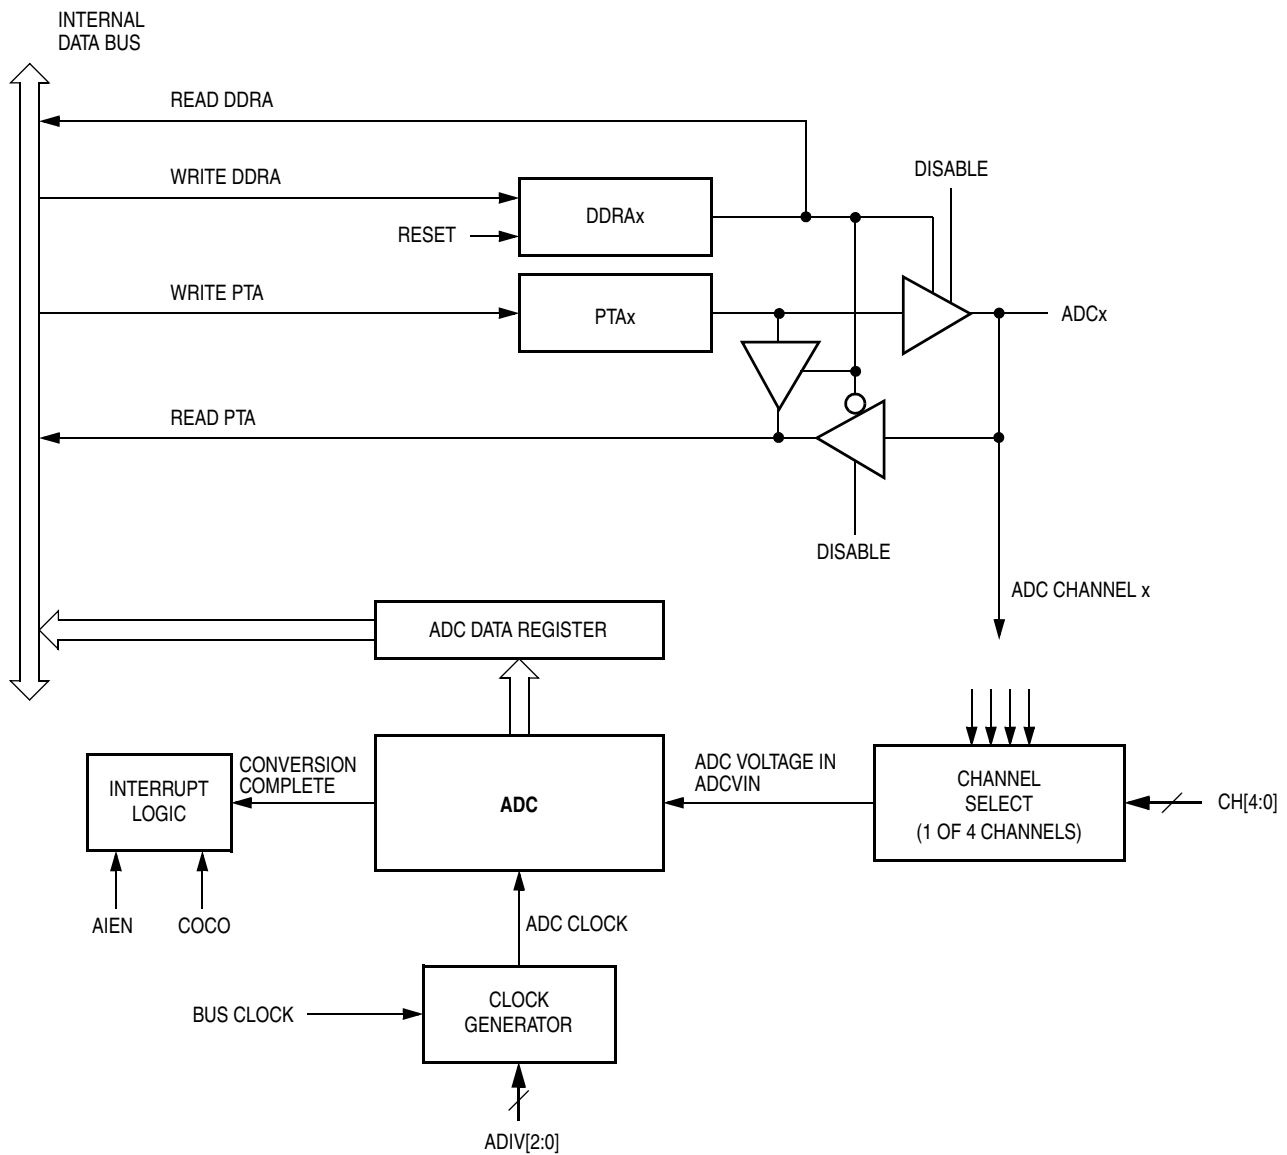 INTERNAL
DATA BUS
READ DDRA
WRITE DDRA
DISABLE
DDRAx
RESET
WRITE PTA
PTAx
ADCx
READ PTA
DISABLE
ADC CHANNEL x
ADC DATA REGISTER
INTERRUPT
LOGIC
CONVERSION
COMPLETE
ADC
ADC VOLTAGE IN
ADCVIN
CHANNEL
SELECT
(1 OF 4 CHANNELS)
CH[4:0]
AIEN
COCO
ADC CLOCK
BUS CLOCK
CLOCK
GENERATOR
ADIV[2:0]